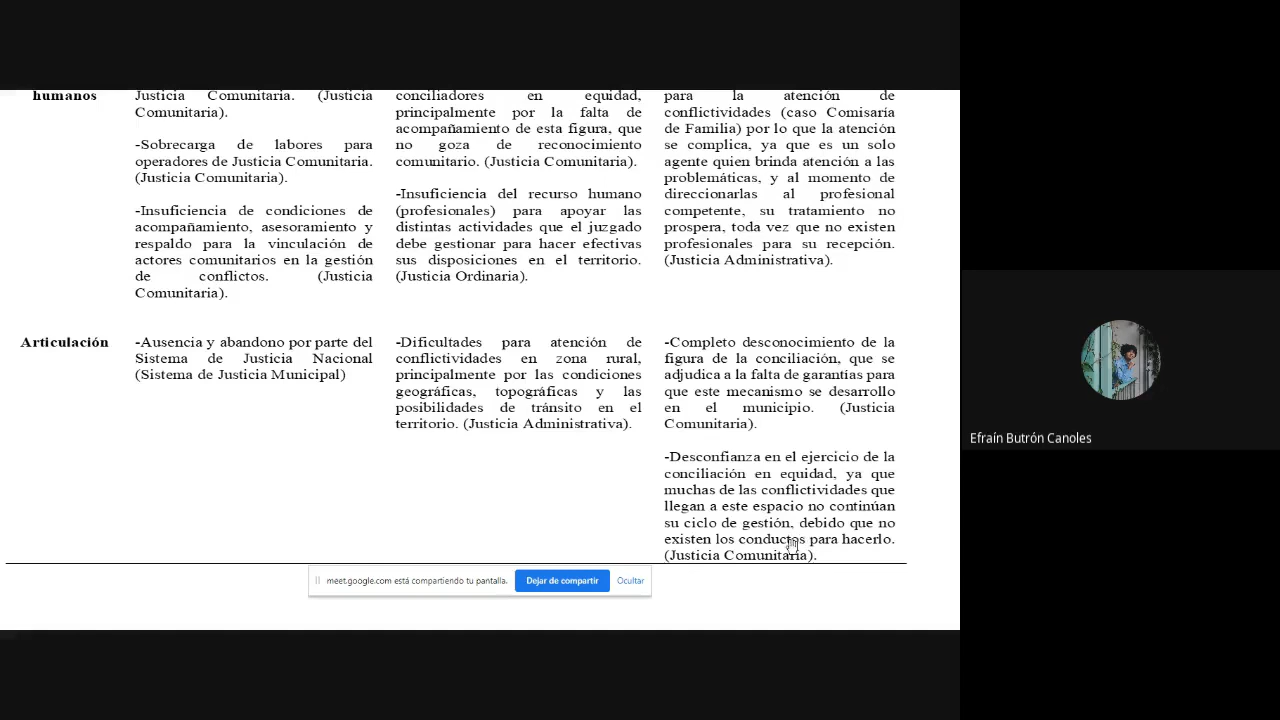 humanos
Justicia Comunitaria. (Justicia
Comunitaria).
-Sobrecarga de labores para
operadores de Justicia Comunitaria.
(Justicia Comunitaria).
-Insuficiencia de condiciones de
acompañamiento, asesoramiento y
respaldo para la vinculación de
actores comunitarios en la gestión
de conflictos. (Justicia
Comunitaria).
conciliadores en equidad,
principalmente por la falta de
acompañamiento de esta figura, que
no goza de reconocimiento
comunitario. (Justicia Comunitaria).
-Insuficiencia del recurso humano
(profesionales) para apoyar las
distintas actividades que el juzgado
debe gestionar para hacer efectivas
sus disposiciones en el territorio.
(Justicia Ordinaria).
para la atención de
conflictividades (caso Comisaría
de Familia) por lo que la atención
se complica, ya que es un solo
agente quien brinda atención a las
problemáticas, y al momento de
direccionarlas al profesional
competente, su tratamiento no
prospera, toda vez que no existen
profesionales para su recepción.
(Justicia Administrativa).
Articulación
-Ausencia y abandono por parte del
Sistema de Justicia Nacional
(Sistema de Justicia Municipal)
-Dificultades para atención de
conflictividades en zona rural,
principalmente por las condiciones
geográficas, topográficas y las
posibilidades de tránsito en el
territorio. (Justicia Administrativa).
-Completo desconocimiento de la
figura de la conciliación, que se
adjudica a la falta de garantías para
que este mecanismo se desarrollo
en el municipio. (Justicia
Comunitaria).
-Desconfianza en el ejercicio de la
conciliación en equidad, ya que
muchas de las conflictividades que
llegan a este espacio no continúan
su ciclo de gestión, debido que no
existen los conductos para hacerlo.
(Justicia Comunitaria).
meet.google.com está compartiendo tu pantalla.
Dejar de compartir
Ocultar
Efraín Butrón Canoles